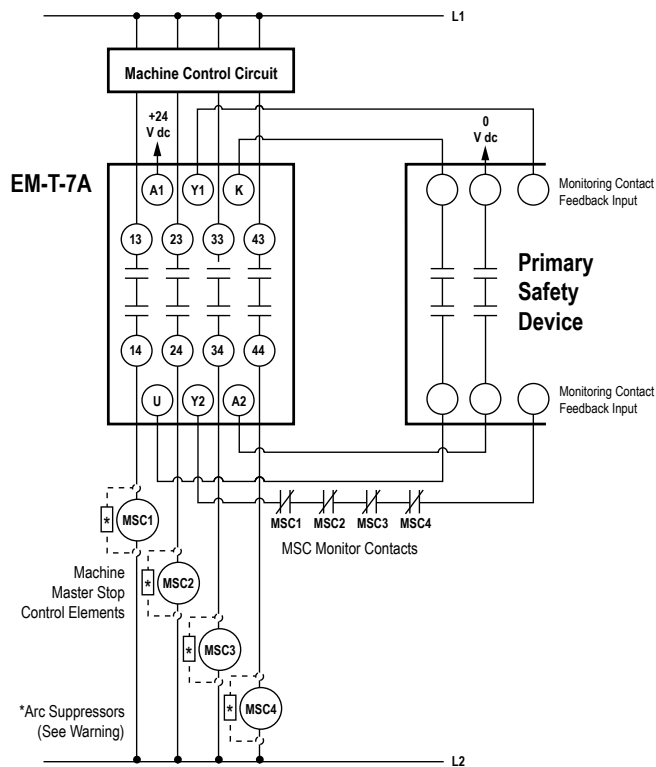 L1
Machine Control Circuit
+24
V dc
0
V dc
EM-T-7A
A1 Y1 K
Monitoring Contact
Feedback Input
13 23 33 43
Primary
Safety
Device
14 24 34 44
U Y2 A2
Monitoring Contact
Feedback Input
* MSC1
MSC1 MSC2 MSC3 MSC4
MSC Monitor Contacts
Machine
Master Stop
Control Elements
* MSC2
* MSC3
*Arc Suppressors
(See Warning)
* MSC4
L2